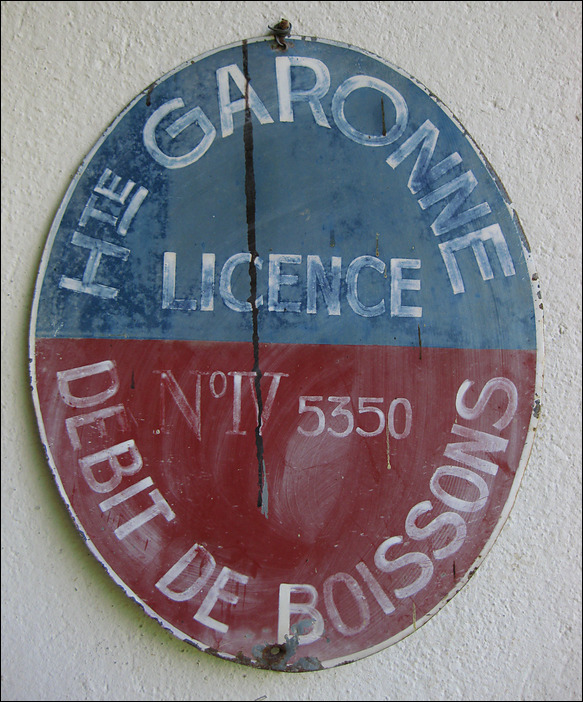 HTE GARONNE
LICENCE
No IV 5350
DEBIT DE BOISSONS